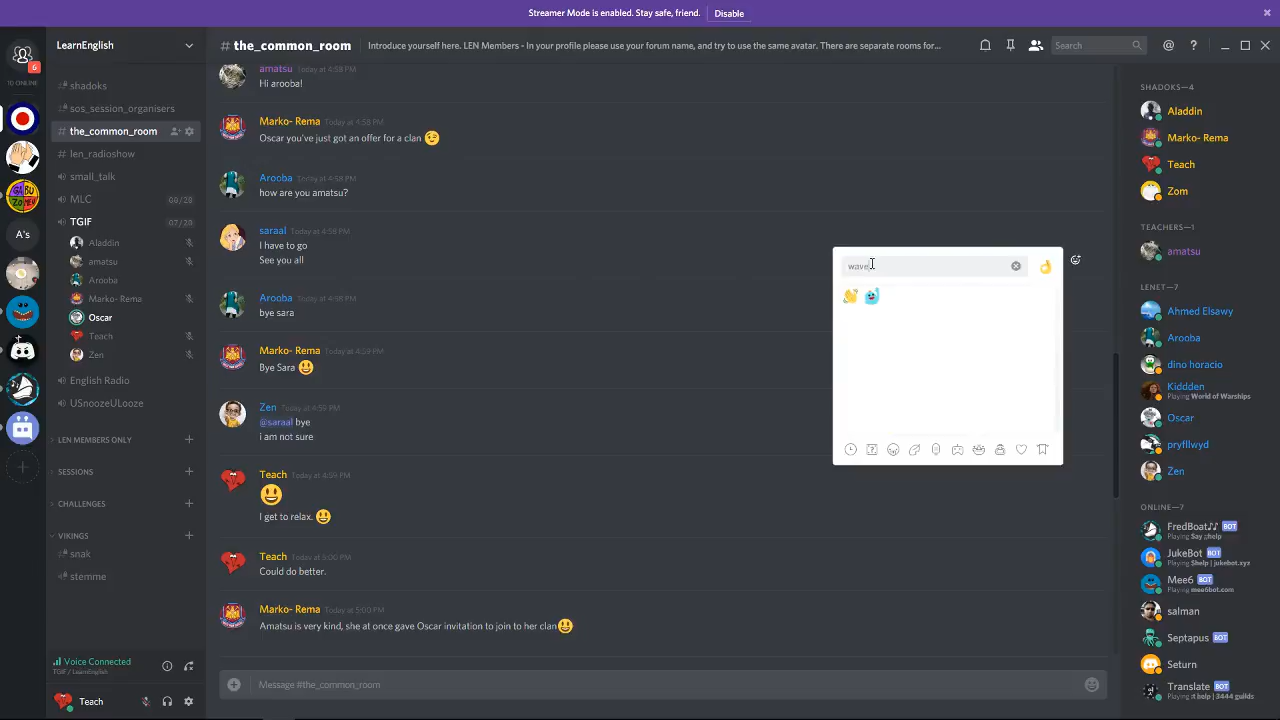 Streamer Mode is enabled. Stay safe, friend. Disable
LearnEnglish
# the_common_room
Introduce yourself here. LEN Members - In your profile please use your forum name, and try to use the same avatar. There are separate rooms for...
Search
10 ONLINE
6
A's
shadoks
sos_session_organisers
# the_common_room
len_radioshow
small_talk
MLC 00/20
TGIF 07/20
Aladdin
amatsu
Arooba
Marko- Rema
Oscar
Teach
Zen
English Radio
USnoozeULooze
LEN MEMBERS ONLY
SESSIONS
CHALLENGES
VIKINGS
snak
stemme
Voice Connected
TGIF / LearnEnglish
Teach
amatsu Today at 4:58 PM
Hi arooba!
Marko- Rema Today at 4:58 PM
Oscar you've just got an offer for a clan
Arooba Today at 4:58 PM
how are you amatsu?
saraal Today at 4:58 PM
I have to go
See you all
Arooba Today at 4:58 PM
bye sara
Marko- Rema Today at 4:59 PM
Bye Sara
Zen Today at 4:59 PM
@saraal bye
i am not sure
Teach Today at 4:59 PM
I get to relax.
Teach Today at 5:00 PM
Could do better.
Marko- Rema Today at 5:00 PM
Amatsu is very kind, she at once gave Oscar invitation to join to her clan
Message #the_common_room
wave
SHADOKS—4
Aladdin
Marko- Rema
Teach
Zom
TEACHERS—1
amatsu
LENET—7
Ahmed Elsawy
Arooba
dino horacio
Kiddden
Playing World of Warships
Oscar
pryfllwyd
Zen
ONLINE—7
FredBoat♪♪ BOT
Playing Say ;;help
JukeBot BOT
Playing $help | jukebot.xyz
Mee6 BOT
Playing mee6bot.com
salman
Septapus BOT
Seturn
Translate BOT
Playing !t help | 3444 guilds